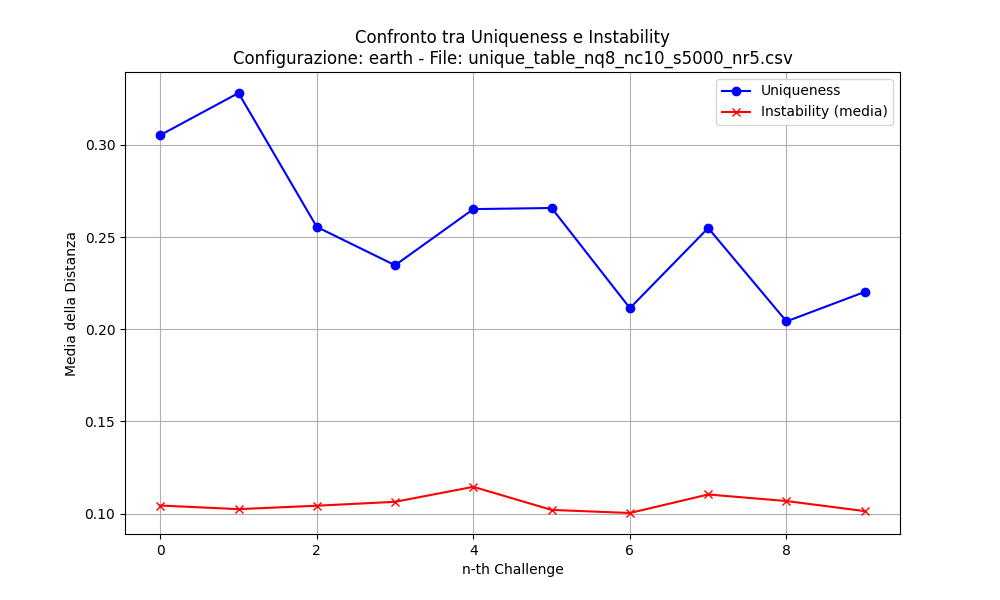 Confronto tra Uniqueness e Instability
Configurazione: earth - File: unique_table_nq8_nc10_s5000_nr5.csv
Uniqueness
Instability (media)
Media della Distanza
0.30
0.25
0.20
0.15
0.10
0 2 4 6 8
n-th Challenge